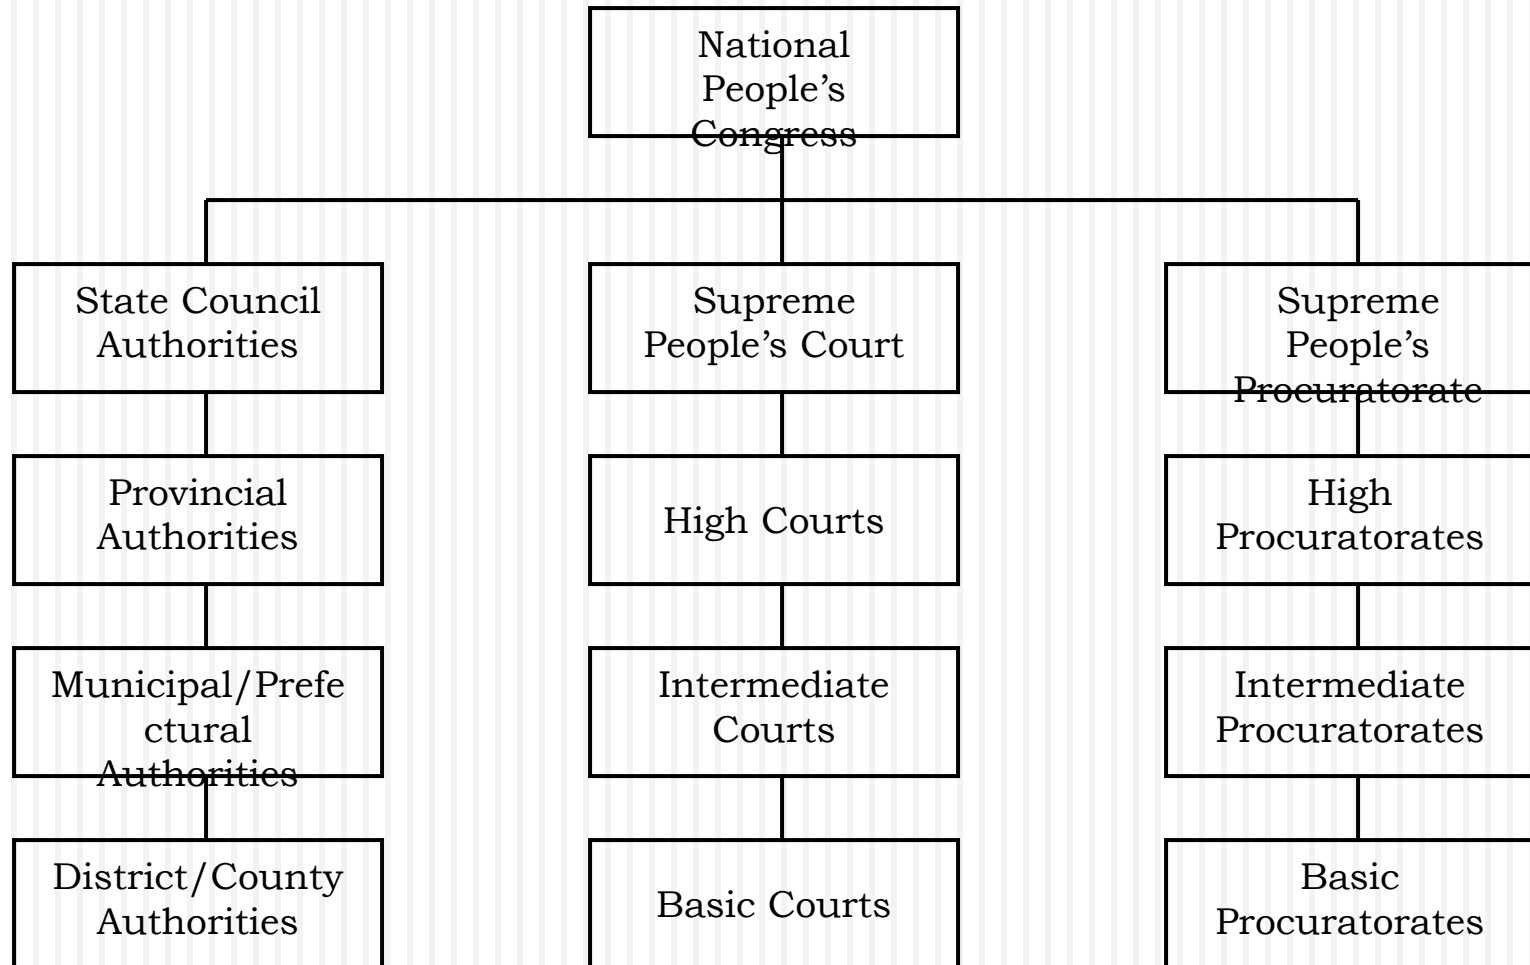 National
People’s
Congress
State Council
Authorities
Supreme
People’s Court
Supreme
People’s
Procuratorate
Provincial
Authorities
High Courts
High
Procuratorates
Municipal/Prefe
ctural
Authorities
Intermediate
Courts
Intermediate
Procuratorates
District/County
Authorities
Basic Courts
Basic
Procuratorates